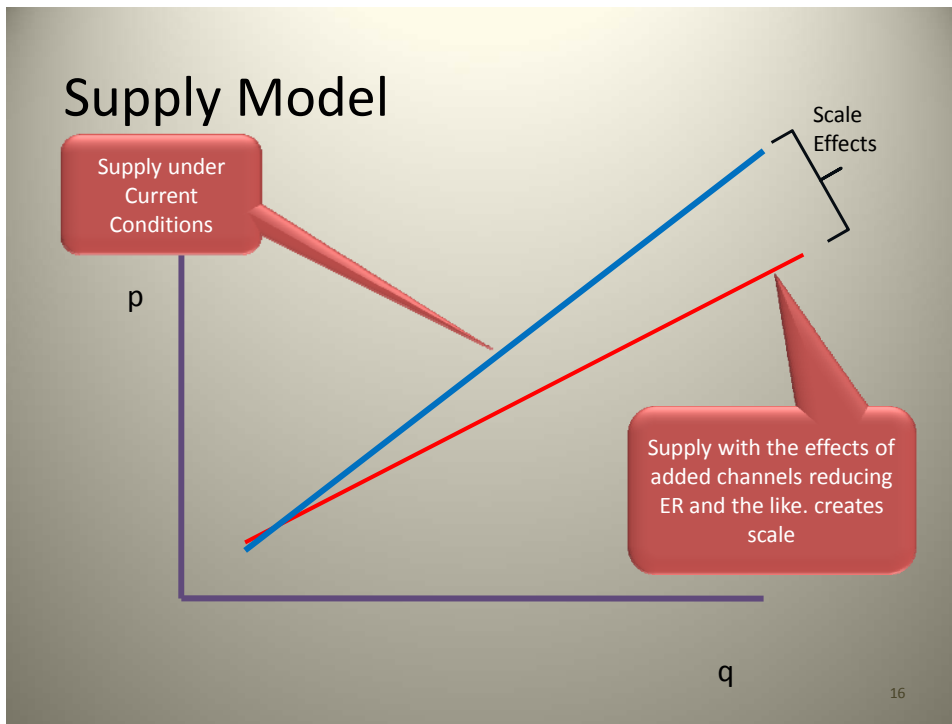 Supply Model
Scale
Effects
Supply under
Current
Conditions
p
Supply with the effects of
added channels reducing
ER and the like. creates
scale
q
16